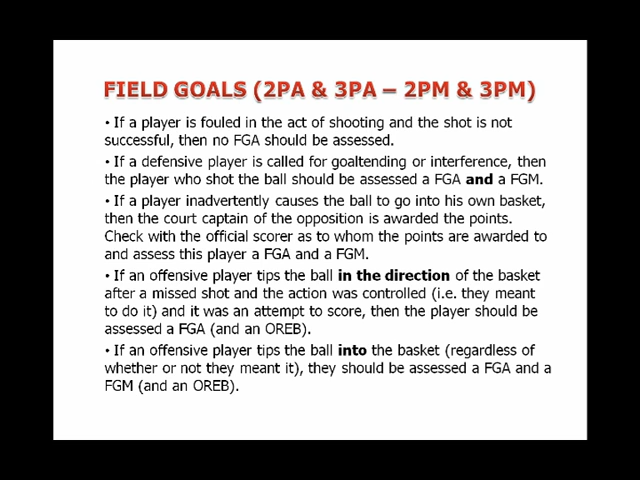 FIELD GOALS (2PA & 3PA – 2PM & 3PM)
• If a player is fouled in the act of shooting and the shot is not
successful, then no FGA should be assessed.
• If a defensive player is called for goaltending or interference, then
the player who shot the ball should be assessed a FGA and a FGM.
• If a player inadvertently causes the ball to go into his own basket,
then the court captain of the opposition is awarded the points.
Check with the official scorer as to whom the points are awarded to
and assess this player a FGA and a FGM.
• If an offensive player tips the ball in the direction of the basket
after a missed shot and the action was controlled (i.e. they meant
to do it) and it was an attempt to score, then the player should be
assessed a FGA (and an OREB).
• If an offensive player tips the ball into the basket (regardless of
whether or not they meant it), they should be assessed a FGA and a
FGM (and an OREB).